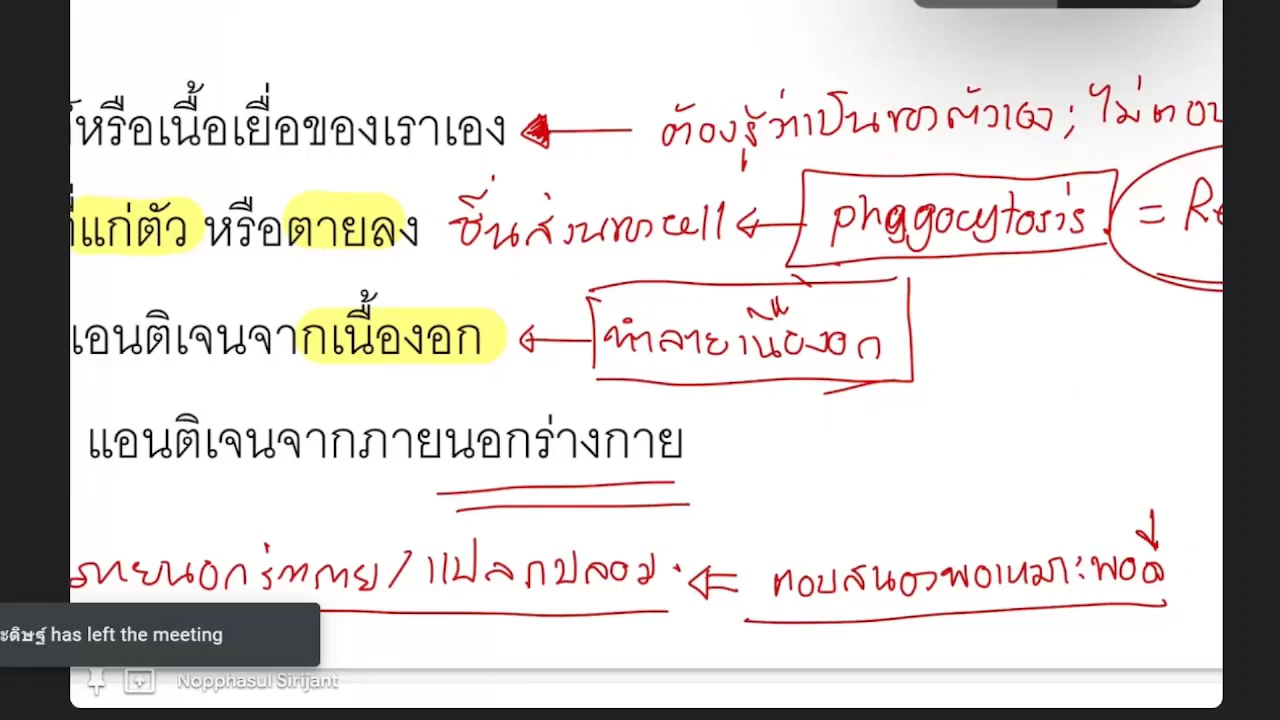 หรือเนื้อเยื่อของเราเอง ต้องรู้ว่าเป็นของตัวเอง; ไม่ตอบ
ที่แก่ตัว หรือตายลง ชิ้นส่วนของcell phagocytosis = Re
แอนติเจนจากเนื้องอก ทำลายเนื้องอก
แอนติเจนจากภายนอกร่างกาย
ภายนอกร่างกาย / แปลกปลอม ตอบสนองพอเหมาะพอดี
ะดิษฐ์ has left the meeting
Nopphasul Sirijant